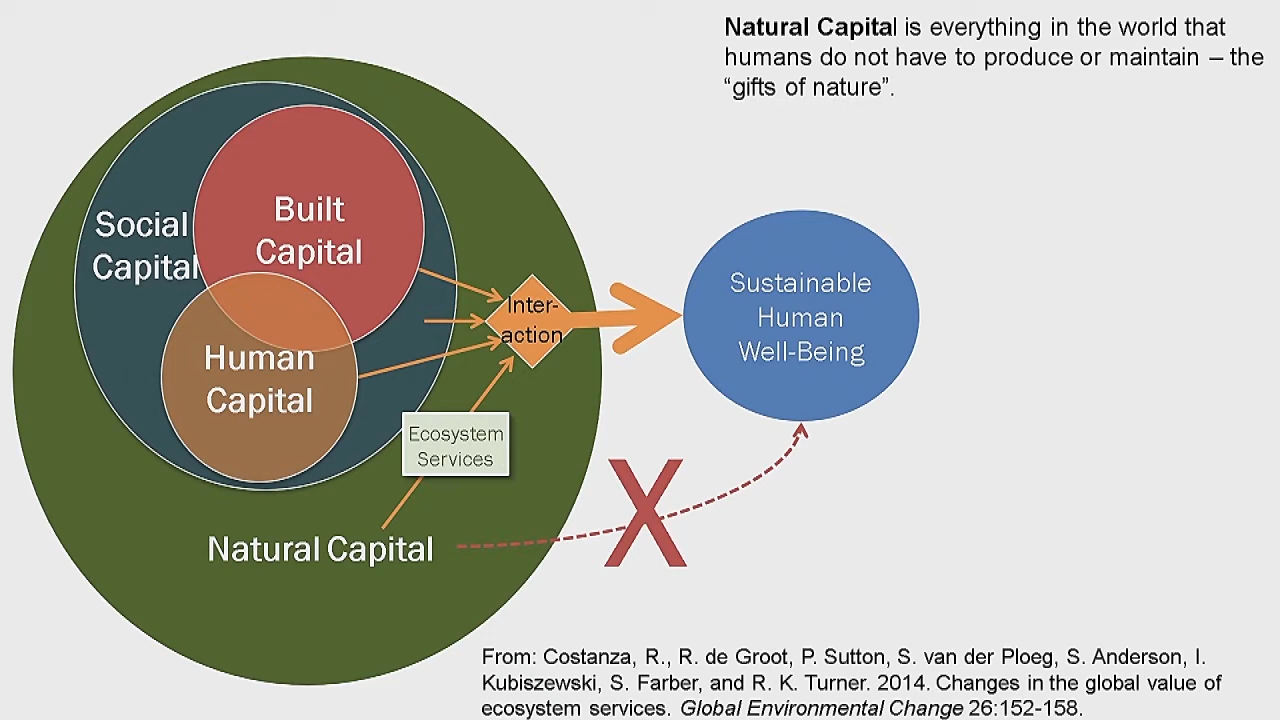 Natural Capital is everything in the world that
humans do not have to produce or maintain – the
“gifts of nature”.
Social
Capital
Built
Capital
Human
Capital
Inter-
action
Sustainable
Human
Well-Being
Ecosystem
Services
Natural Capital
X
From: Costanza, R., R. de Groot, P. Sutton, S. van der Ploeg, S. Anderson, I.
Kubiszewski, S. Farber, and R. K. Turner. 2014. Changes in the global value of
ecosystem services. Global Environmental Change 26:152-158.